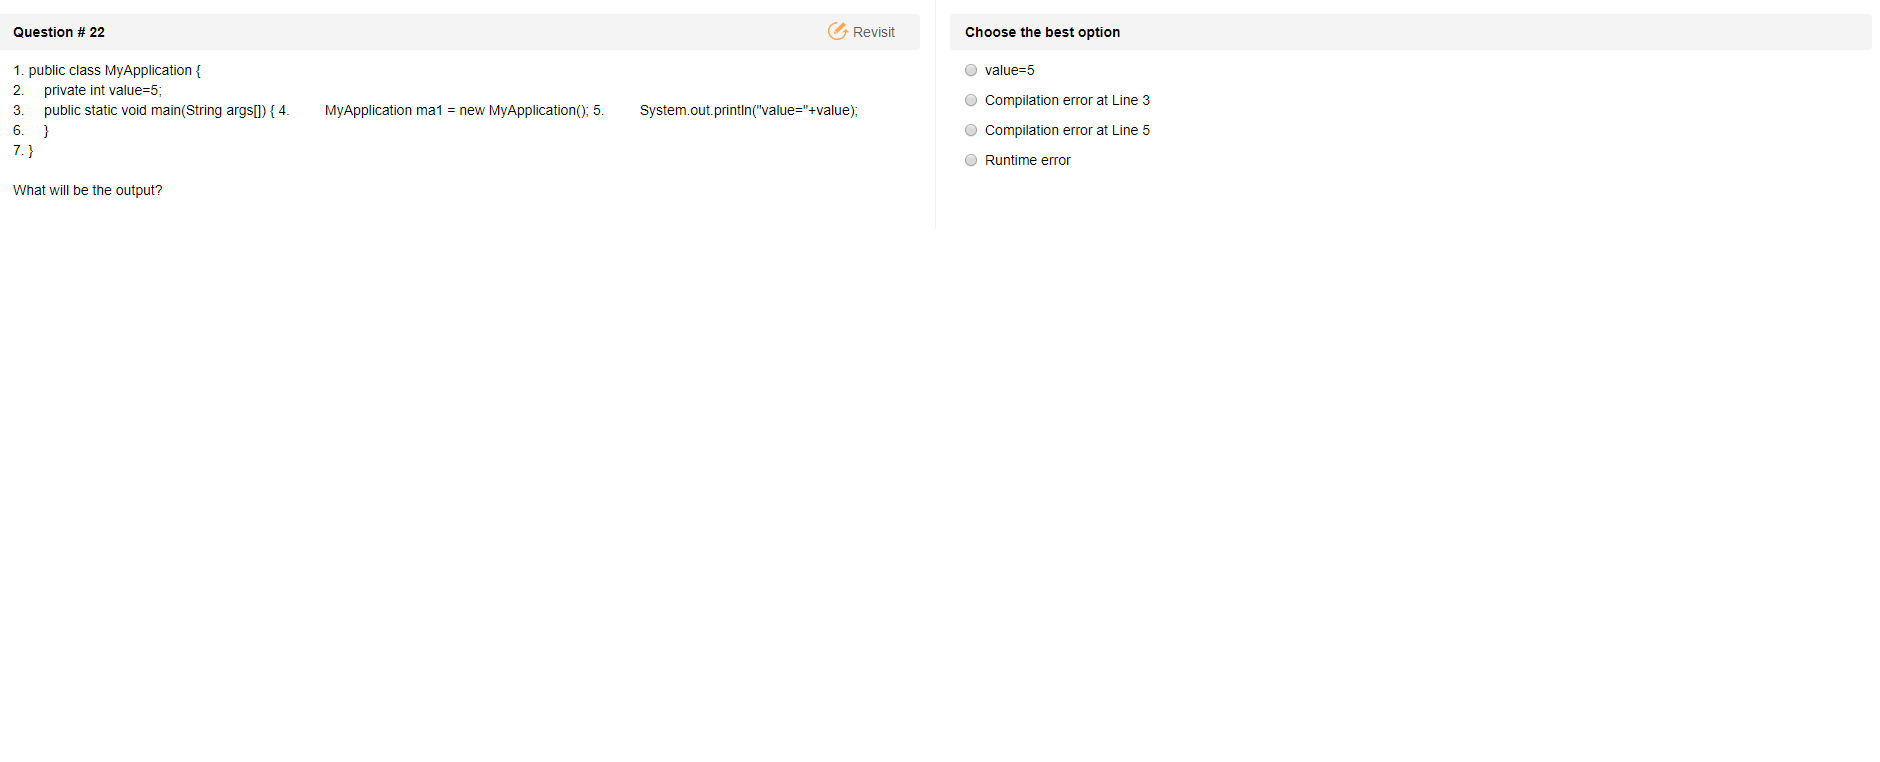 Question # 22
Revisit
1. public class MyApplication {
2. private int value=5;
3. public static void main(String args[]) { 4. MyApplication ma1 = new MyApplication(); 5. System.out.println("value="+value);
6. }
7. }
What will be the output?
Choose the best option
value=5
Compilation error at Line 3
Compilation error at Line 5
Runtime error